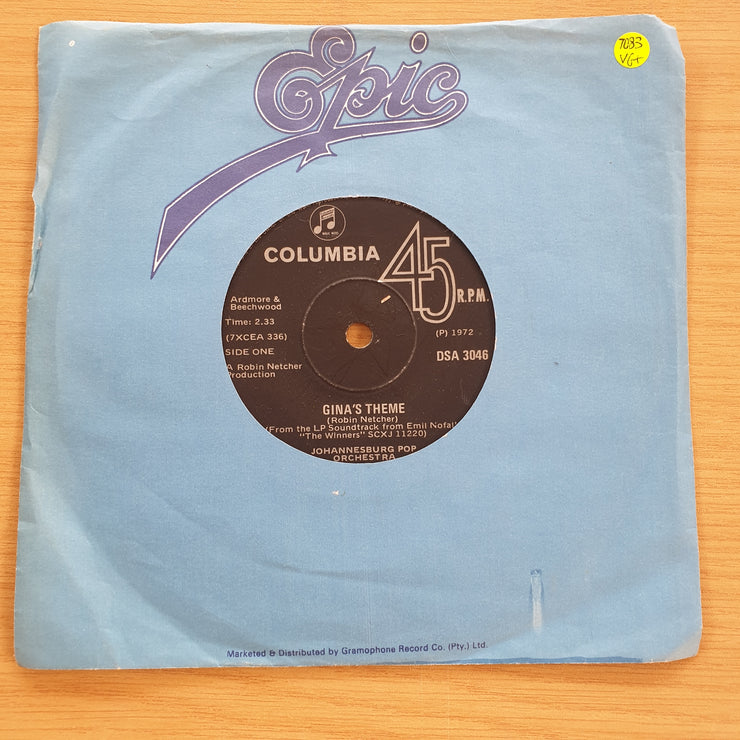 Epic
7083
VG+
COLUMBIA
45
R.P.M.
Ardmore &
Beechwood
Time: 2.33
(7XCEA 336)
SIDE ONE
A Robin Netcher
Production
(P) 1972
DSA 3046
GINA'S THEME
(Robin Netcher)
(From the LP Soundtrack from Emil Nofal'
"The Winners" SCXJ 11220)
JOHANNESBURG POP
ORCHESTRA
Marketed & Distributed by Gramophone Record Co. (Pty.) Ltd.